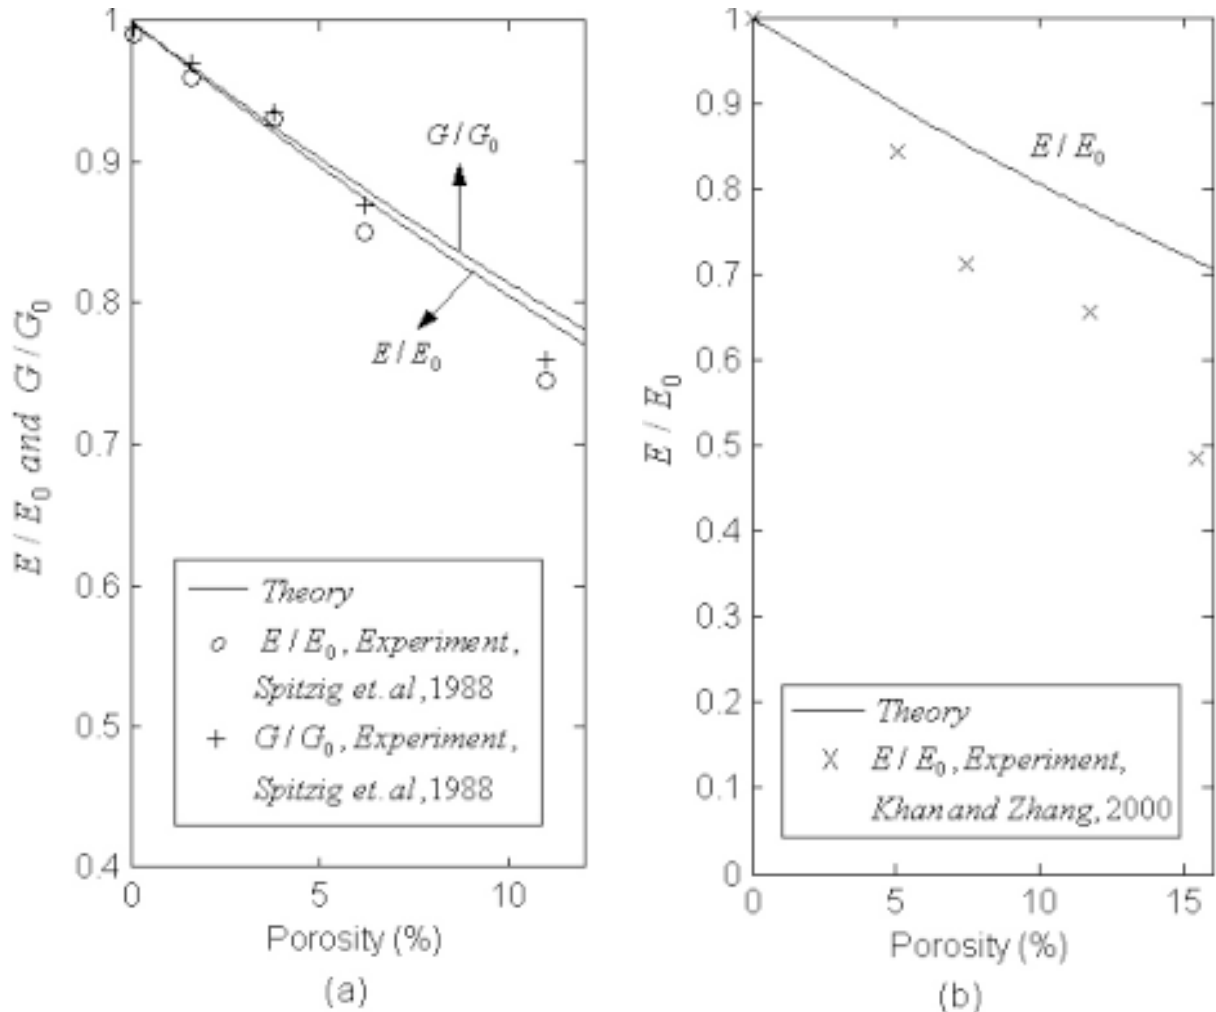 1
0.9
0.8
0.7
0.6
0.5
0.4
0
5
10
E / E0 and G / G0
G / G0
E / E0
Theory
E / E0 , Experiment ,
Spitzig et. al , 1988
G / G0 , Experiment ,
Spitzig et. al , 1988
Porosity (%)
(a)
1
0.9
0.8
0.7
0.6
0.5
0.4
0.3
0.2
0.1
0
0
5
10
15
E / E0
E / E0
Theory
E / E0 , Experiment,
Khan and Zhang, 2000
Porosity (%)
(b)